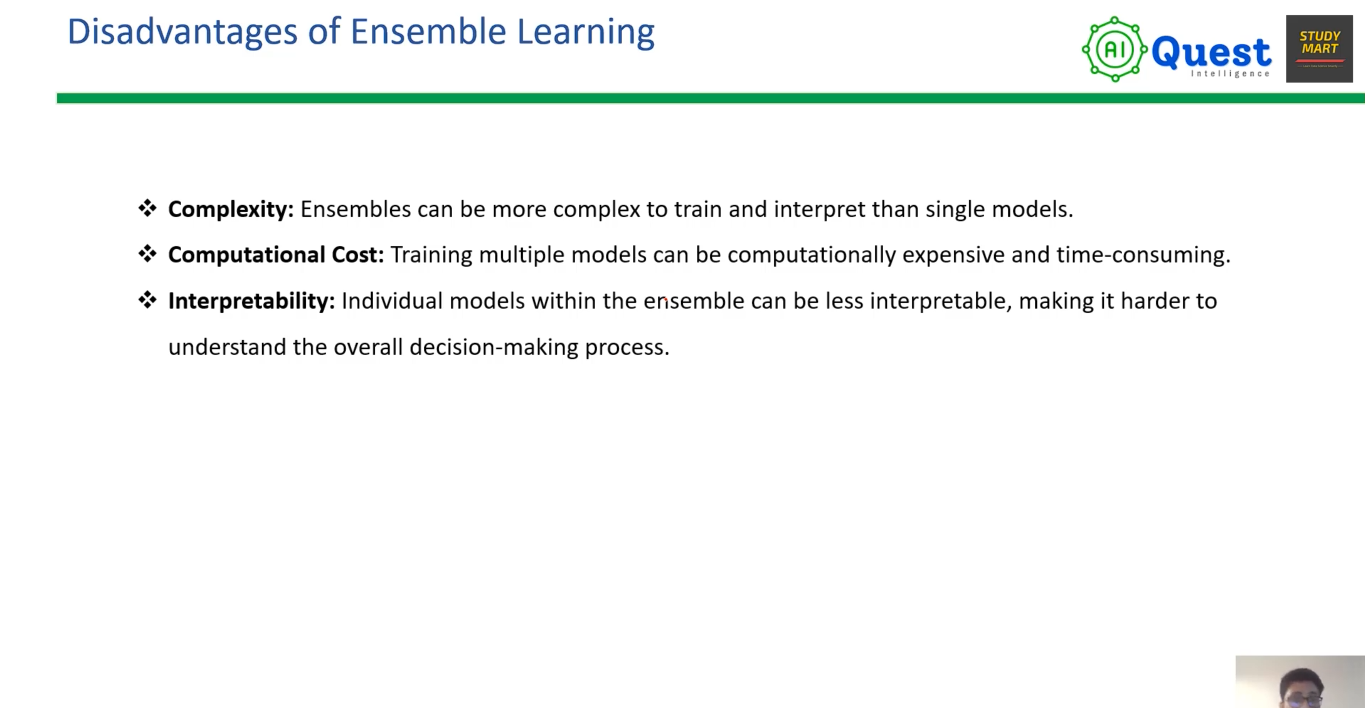 Disadvantages of Ensemble Learning
AI Quest
Intelligence
STUDY
MART
❖ Complexity: Ensembles can be more complex to train and interpret than single models.
❖ Computational Cost: Training multiple models can be computationally expensive and time-consuming.
❖ Interpretability: Individual models within the ensemble can be less interpretable, making it harder to
understand the overall decision-making process.